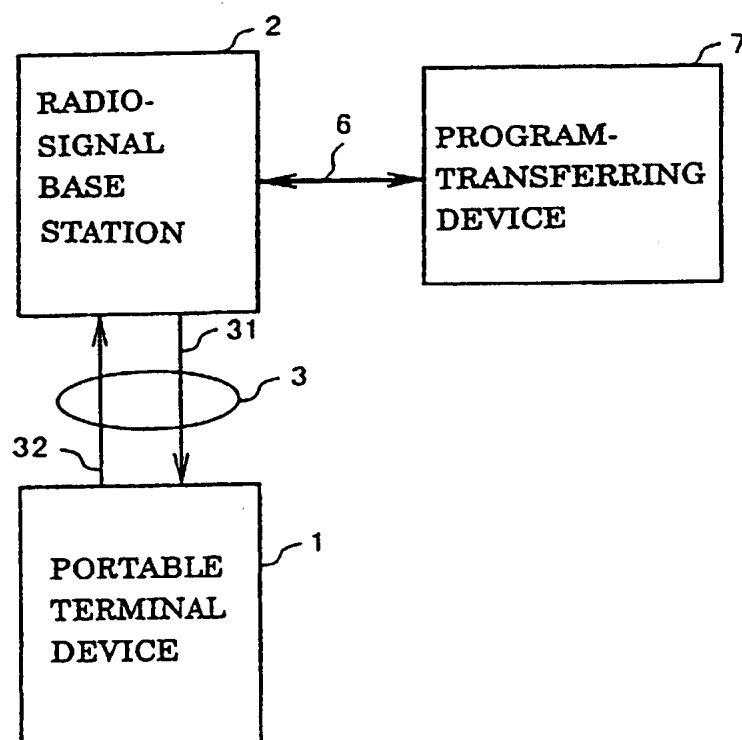 2
RADIO-
SIGNAL
BASE
STATION
6
7
PROGRAM-
TRANSFERRING
DEVICE
31
3
32
1
PORTABLE
TERMINAL
DEVICE